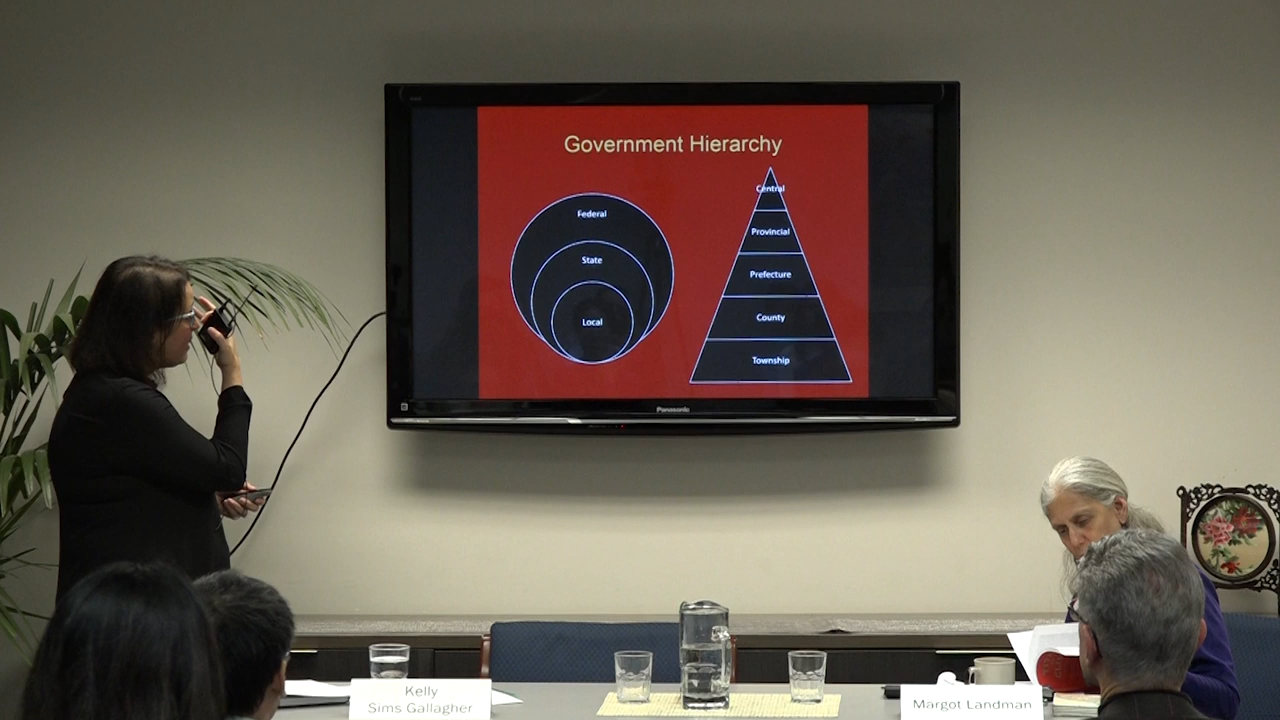 Government Hierarchy
Federal
State
Local
Central
Provincial
Prefecture
County
Township
Panasonic
Kelly
Sims Gallagher
Margot Landman